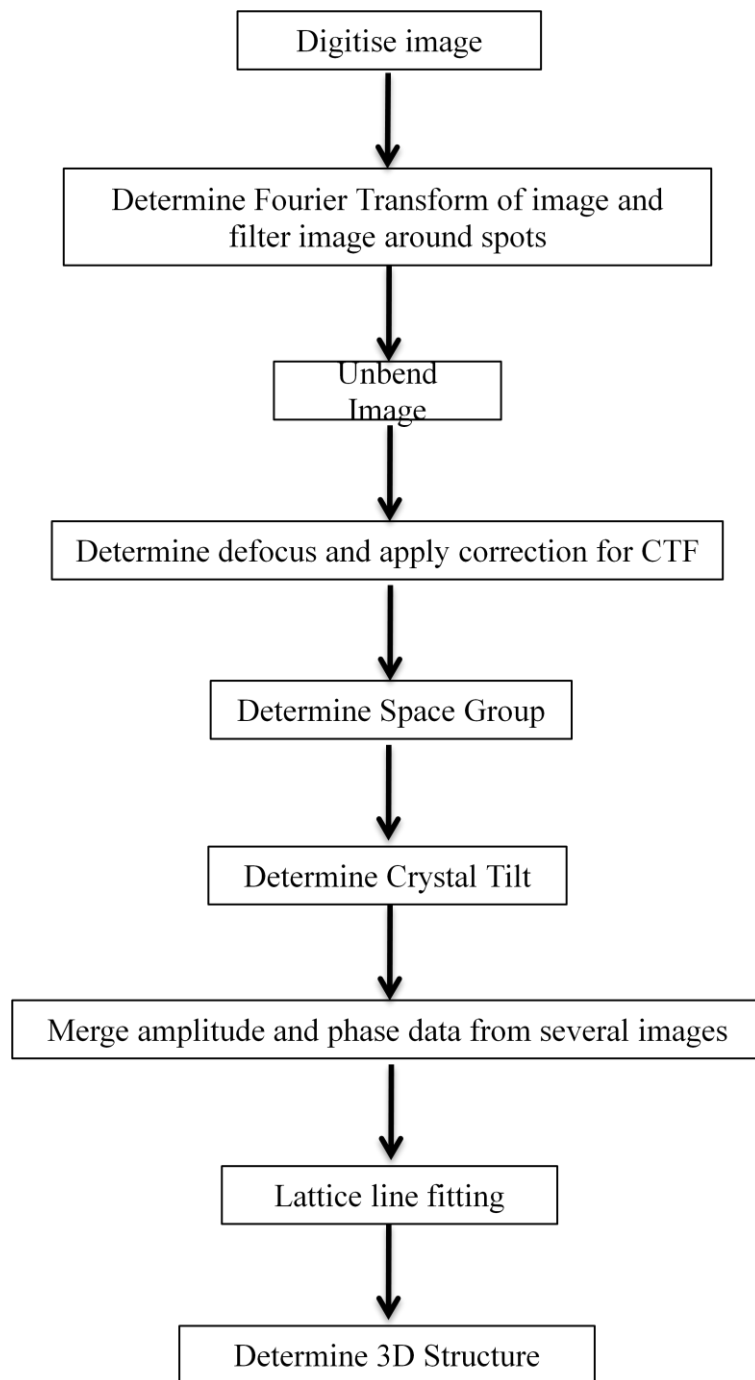 Digitise image
Determine Fourier Transform of image and
filter image around spots
Unbend
Image
Determine defocus and apply correction for CTF
Determine Space Group
Determine Crystal Tilt
Merge amplitude and phase data from several images
Lattice line fitting
Determine 3D Structure